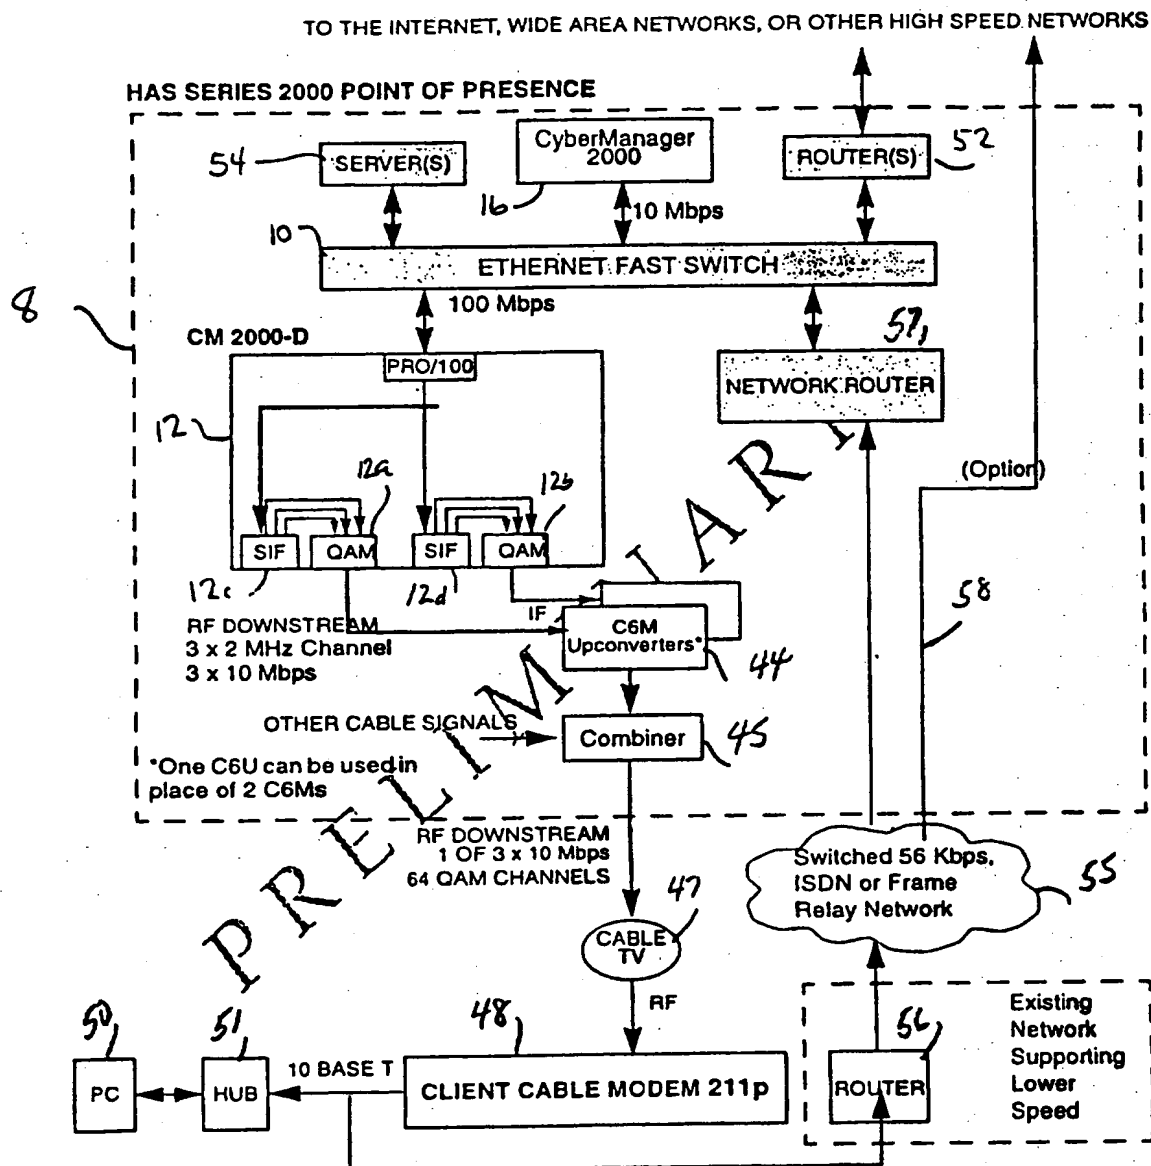 TO THE INTERNET, WIDE AREA NETWORKS, OR OTHER HIGH SPEED NETWORKS
HAS SERIES 2000 POINT OF PRESENCE
54
SERVER(S)
CyberManager
2000
16
ROUTER(S)
52
10 Mbps
10
ETHERNET FAST SWITCH
8
100 Mbps
CM 2000-D
57
PRO/100
NETWORK ROUTER
12
12a
12b
(Option)
SIF
QAM
SIF
QAM
12c
12d
IF
58
RF DOWNSTREAM
3 x 2 MHz Channel
3 x 10 Mbps
C6M
Upconverters*
44
OTHER CABLE SIGNALS
Combiner
45
*One C6U can be used in
place of 2 C6Ms
PRELIMINARY
RF DOWNSTREAM
1 OF 3 x 10 Mbps
64 QAM CHANNELS
Switched 56 Kbps,
ISDN or Frame
Relay Network
55
47
CABLE
TV
RF
50
51
48
56
Existing
Network
Supporting
Lower
Speed
PC
HUB
10 BASE T
CLIENT CABLE MODEM 211p
ROUTER